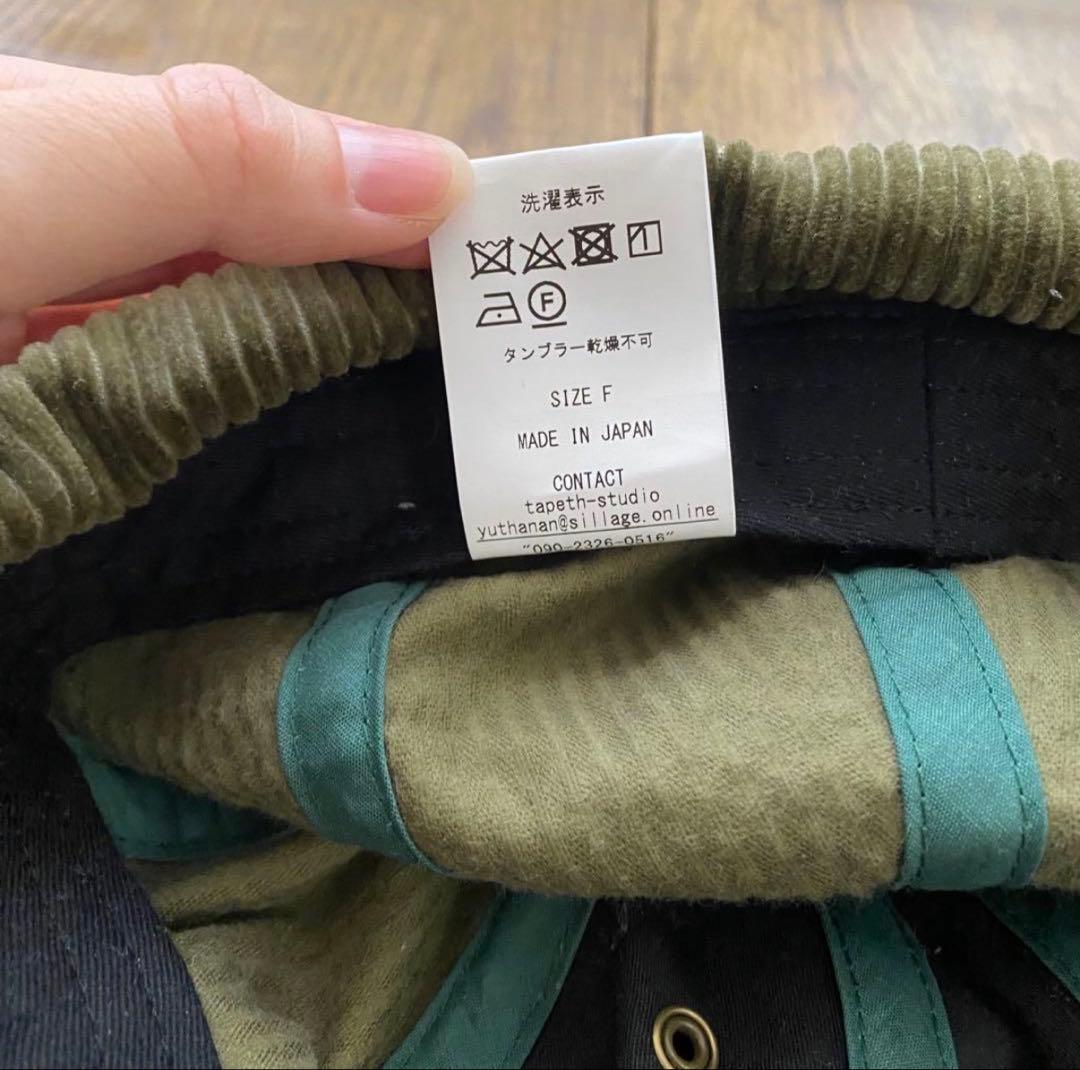 洗濯表示
F
タンブラー乾燥不可
SIZE F
MADE IN JAPAN
CONTACT
tapeth-studio
yuthanan@sillage.online
"090-2326-0516"